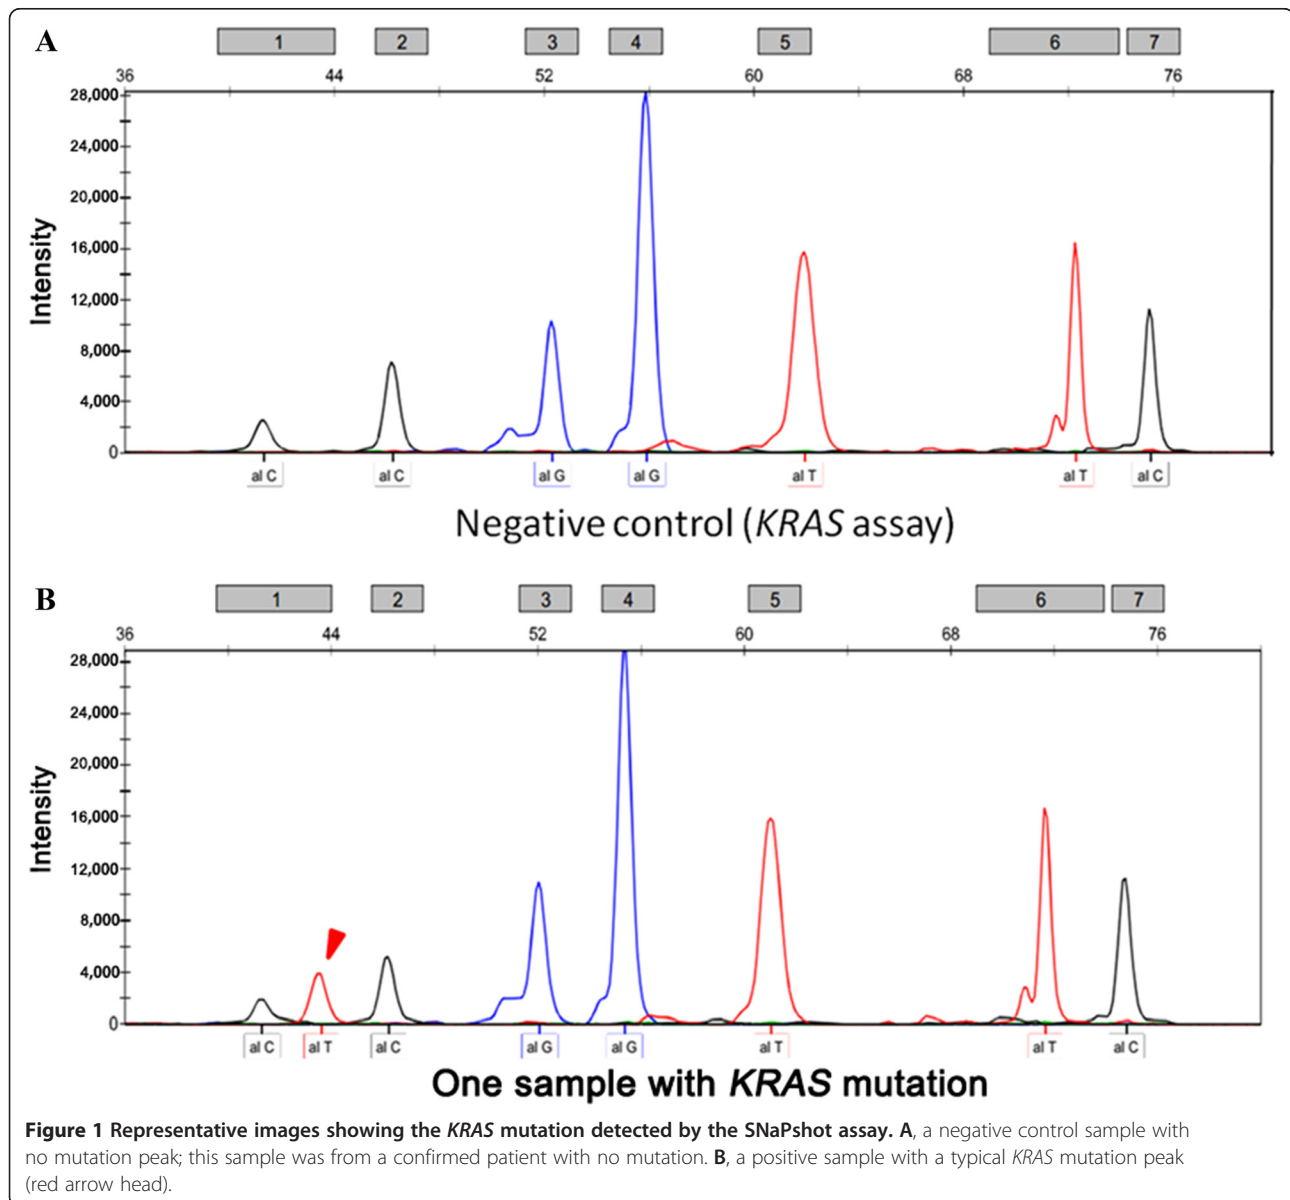 A
1 2 3 4 5 6 7
36 44 52 60 68 76
28,000
24,000
20,000
16,000
12,000
8,000
4,000
0
Intensity
al C al C al G al G al T al T al C
Negative control (KRAS assay)
B
1 2 3 4 5 6 7
36 44 52 60 68 76
28,000
24,000
20,000
16,000
12,000
8,000
4,000
0
Intensity
al C al T al C al G al G al T al T al C
One sample with KRAS mutation
Figure 1 Representative images showing the KRAS mutation detected by the SNaPshot assay. A, a negative control sample with
no mutation peak; this sample was from a confirmed patient with no mutation. B, a positive sample with a typical KRAS mutation peak
(red arrow head).